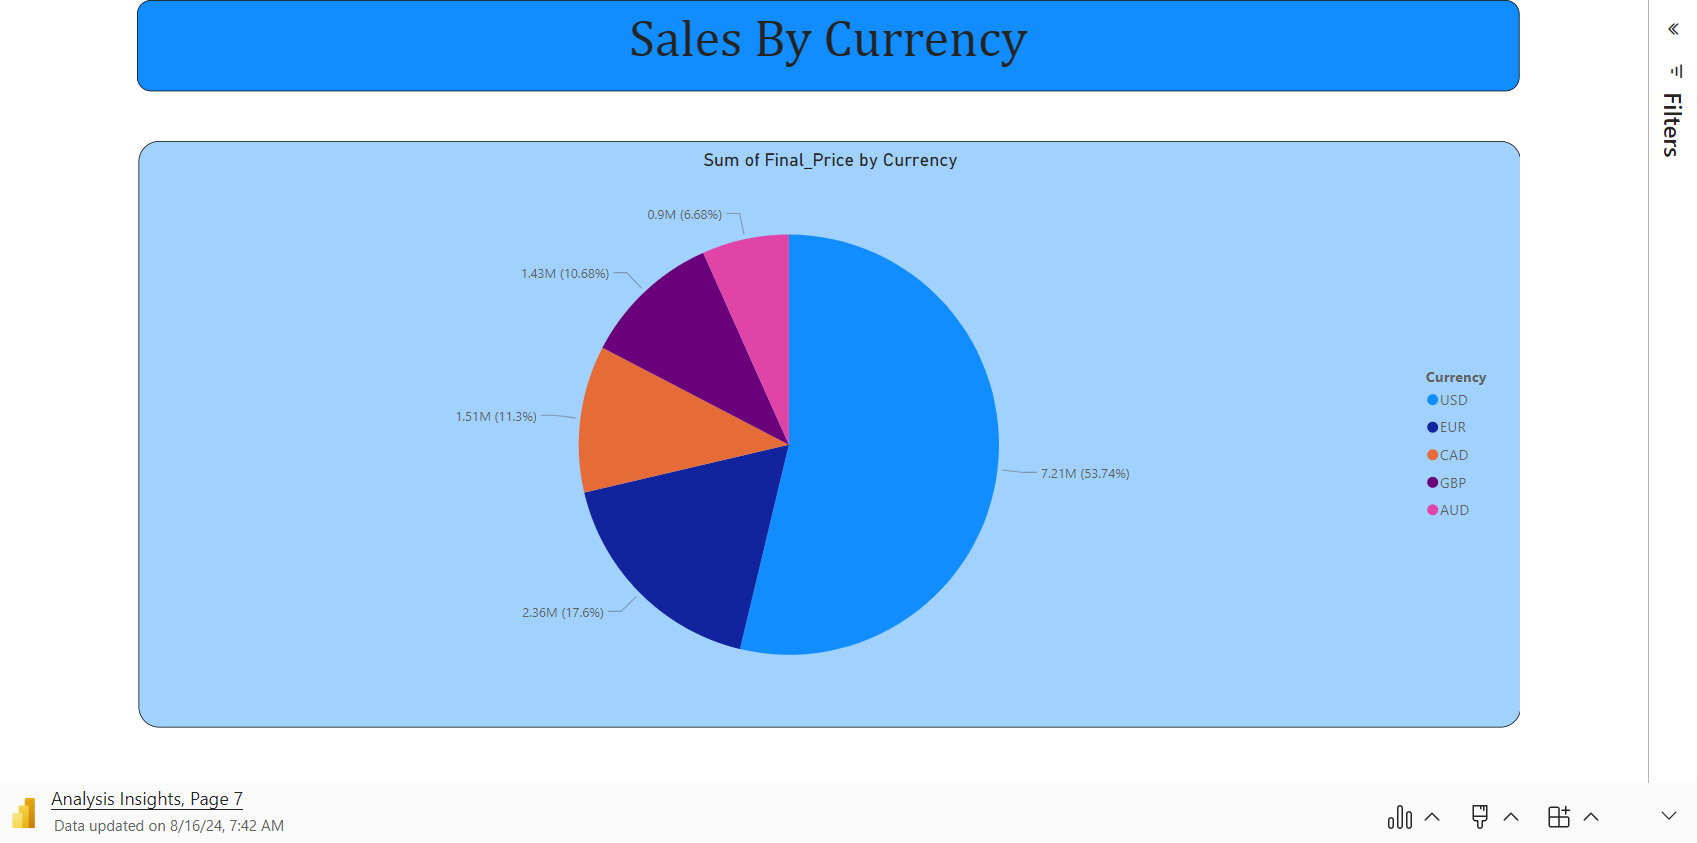 Sales By Currency
Filters
Sum of Final_Price by Currency
0.9M (6.68%)
1.43M (10.68%)
1.51M (11.3%)
7.21M (53.74%)
2.36M (17.6%)
Currency
USD
EUR
CAD
GBP
AUD
Analysis Insights, Page 7
Data updated on 8/16/24, 7:42 AM